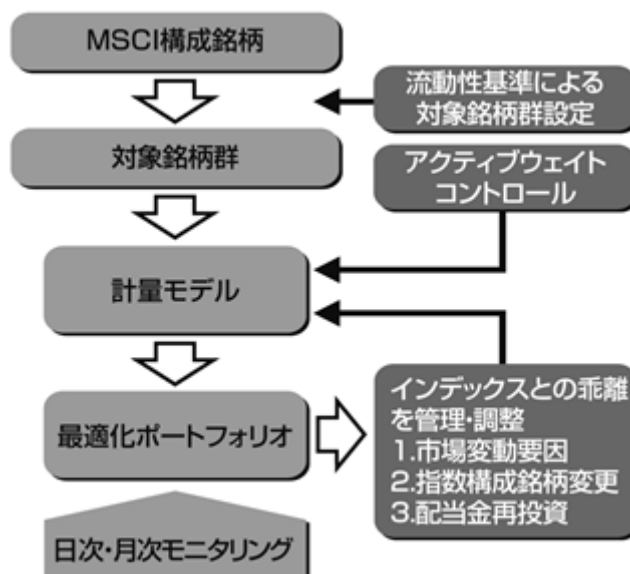 MSCI構成銘柄
流動性基準による
対象銘柄群設定
対象銘柄群
アクティブウェイト
コントロール
計量モデル
最適化ポートフォリオ
インデックスとの乖離
を管理・調整
1.市場変動要因
2.指数構成銘柄変更
3.配当金再投資
日次・月次モニタリング